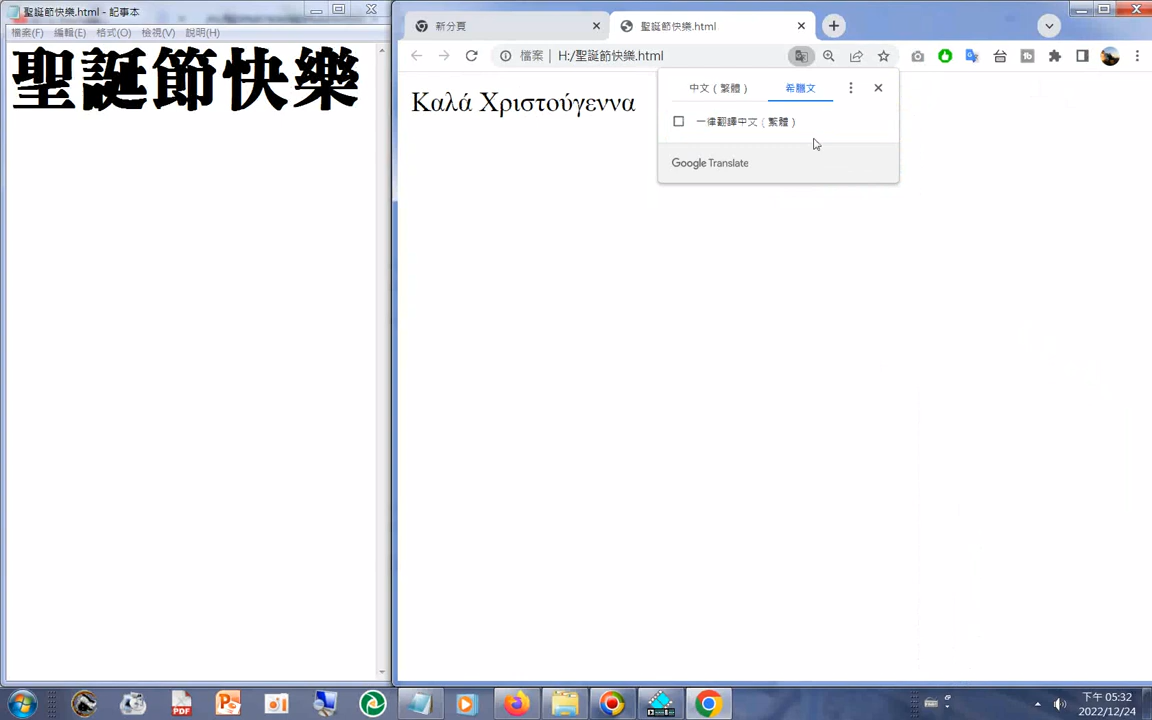 聖誕節快樂.html - 記事本
檔案(F) 編輯(E) 格式(O) 檢視(V) 說明(H)
聖誕節快樂
新分頁
聖誕節快樂.html
檔案 H:/聖誕節快樂.html
Καλά Χριστούγεννα
中文（繁體） 希臘文
一律翻譯中文（繁體）
Google Translate
下午 05:32
2022/12/24